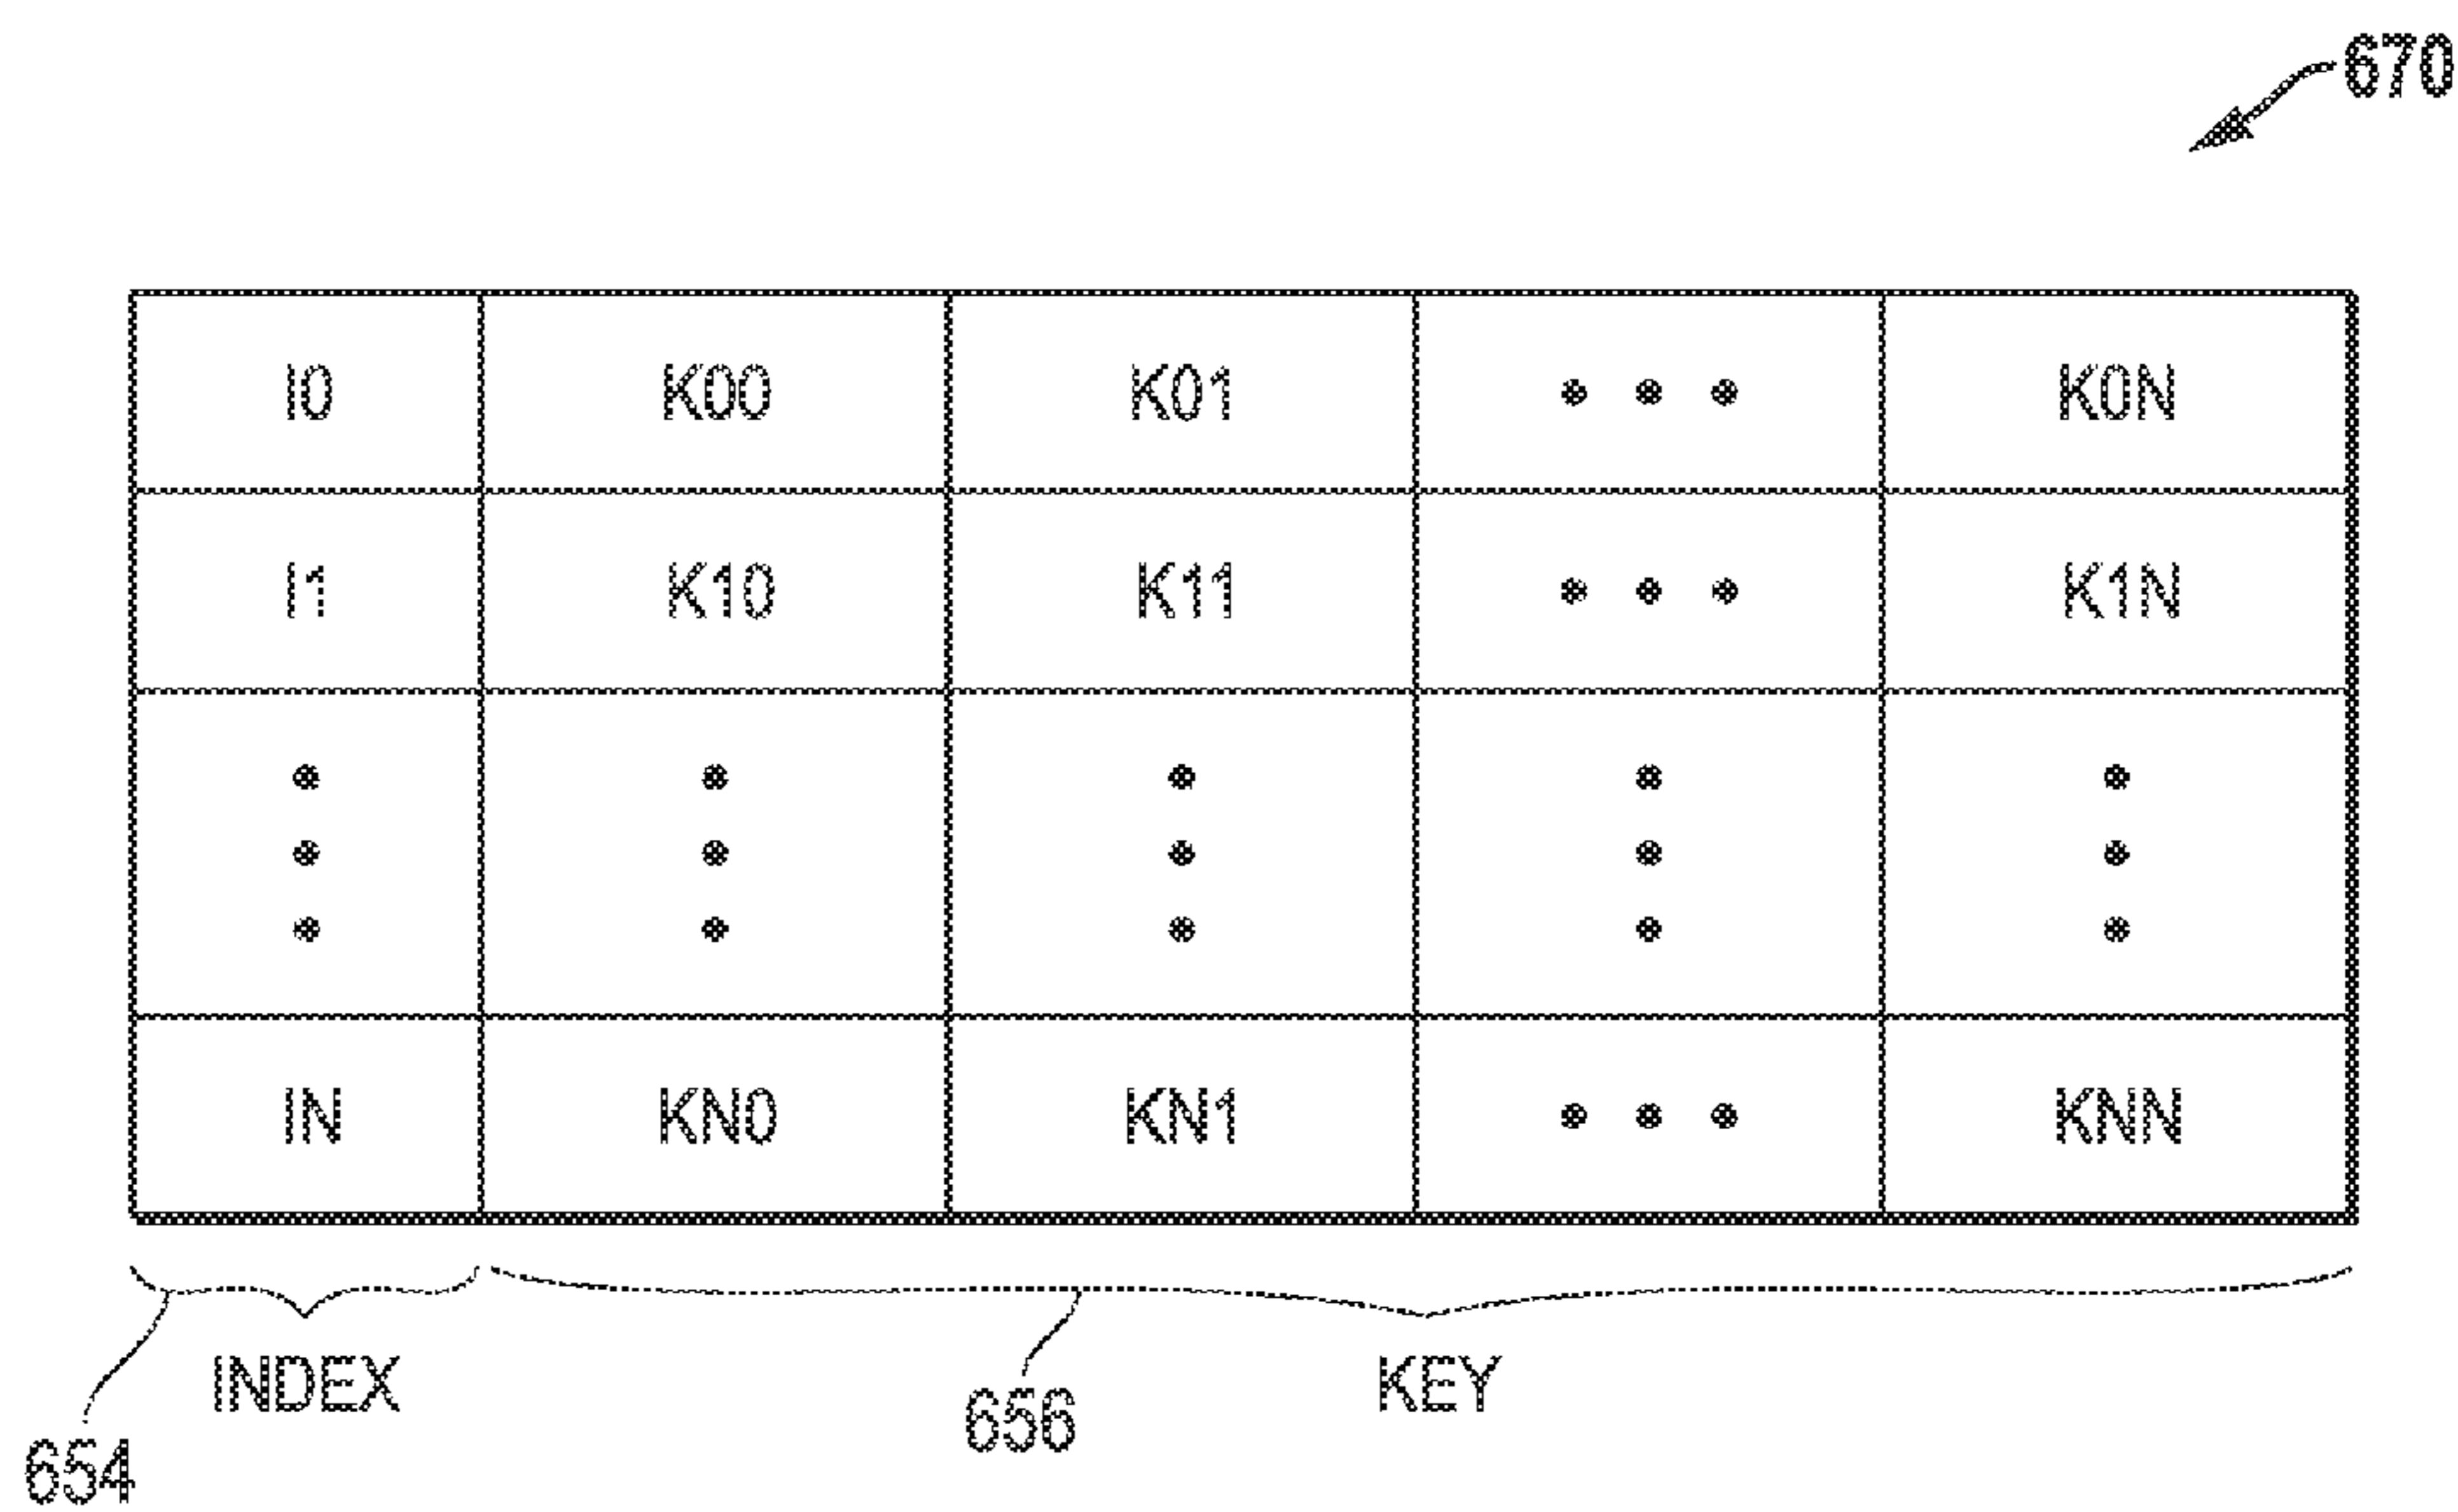 670
I0 K00 K01 • • • K0N
I1 K10 K11 • • • K1N
• • • • •
• • • • •
• • • • •
IN KN0 KN1 • • • KNN
INDEX KEY
654 656